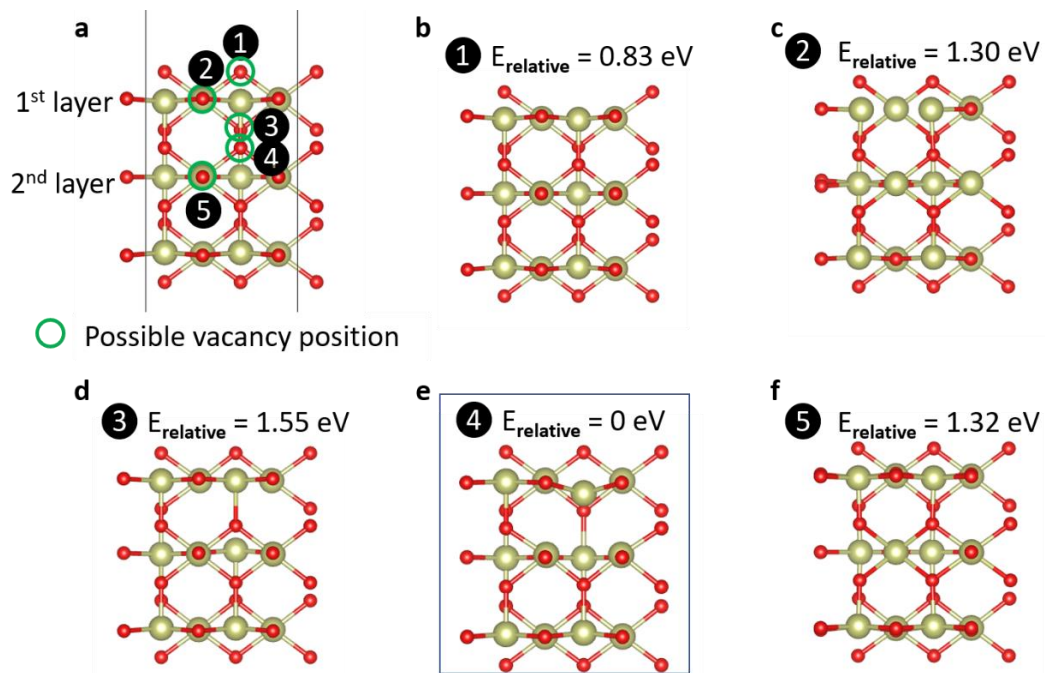 a
1
2
1st layer
3
4
2nd layer
5
Possible vacancy position
b
1 Erelative = 0.83 eV
c
2 Erelative = 1.30 eV
d
3 Erelative = 1.55 eV
e
4 Erelative = 0 eV
f
5 Erelative = 1.32 eV